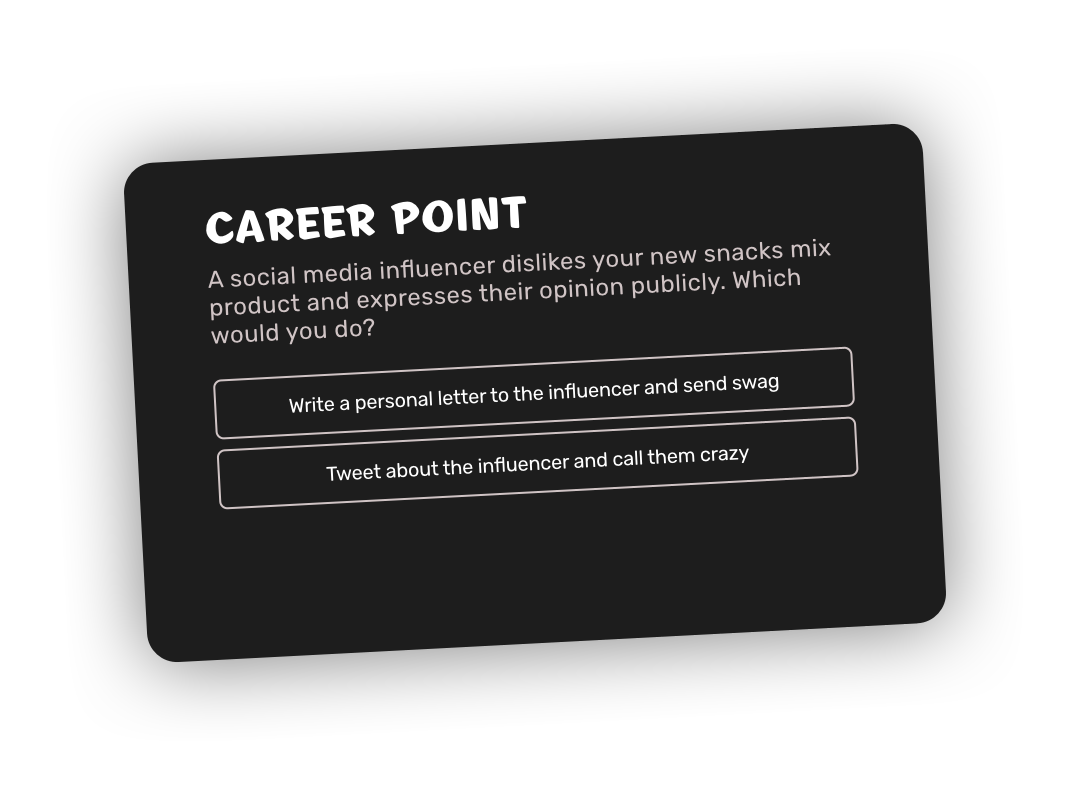 CAREER POINT
A social media influencer dislikes your new snacks mix
product and expresses their opinion publicly. Which
would you do?
Write a personal letter to the influencer and send swag
Tweet about the influencer and call them crazy